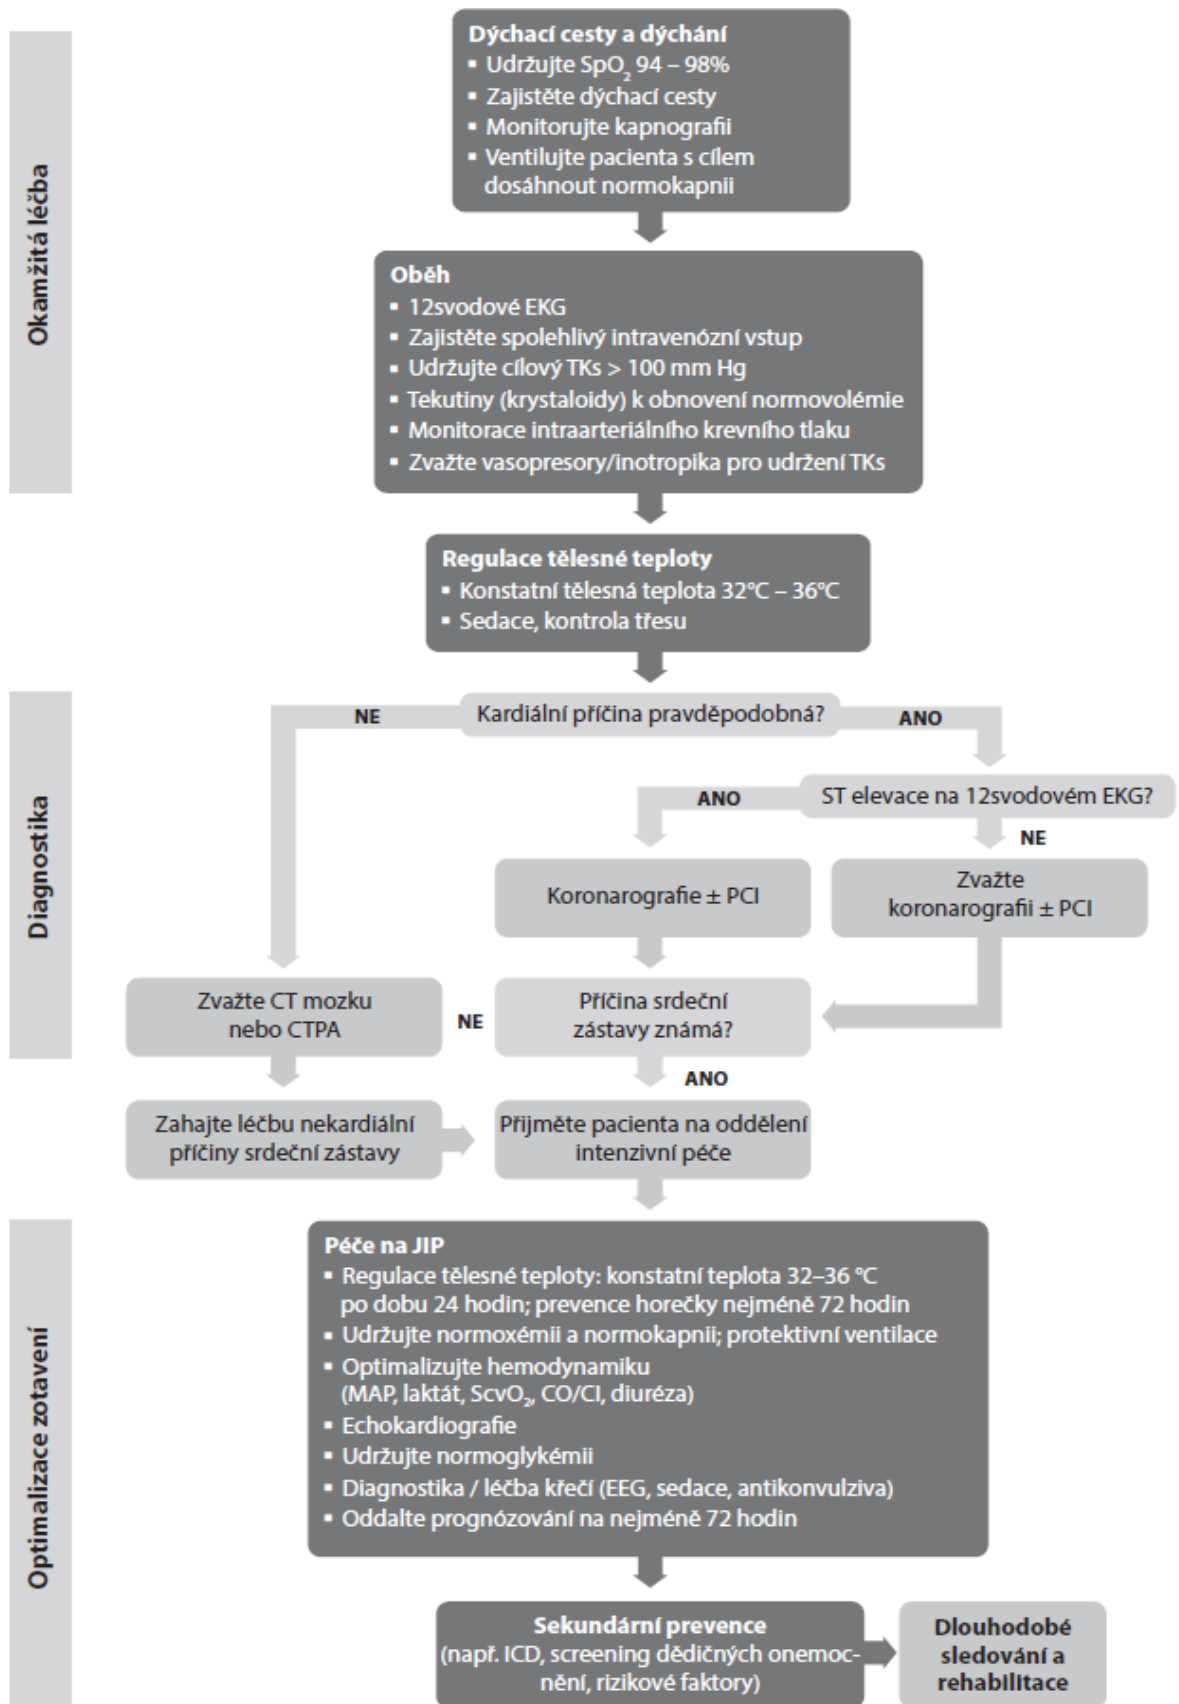 Okamžitá léčba
Dýchací cesty a dýchání
▪ Udržujte SpO₂ 94 – 98%
▪ Zajistěte dýchací cesty
▪ Monitorujte kapnografii
▪ Ventilujte pacienta s cílem
dosáhnout normokapnii
Oběh
▪ 12svodové EKG
▪ Zajistěte spolehlivý intravenózní vstup
▪ Udržujte cílový TKs > 100 mm Hg
▪ Tekutiny (krystaloidy) k obnovení normovolémie
▪ Monitorace intraarteriálního krevního tlaku
▪ Zvažte vasopresory/inotropika pro udržení TKs
Regulace tělesné teploty
▪ Konstatní tělesná teplota 32°C – 36°C
▪ Sedace, kontrola třesu
Diagnostika
Kardiální příčina pravděpodobná?
NE
ANO
ST elevace na 12svodovém EKG?
ANO
NE
Koronarografie ± PCI
Zvažte
koronarografii ± PCI
Zvažte CT mozku
nebo CTPA
NE
Příčina srdeční
zástavy známá?
ANO
Zahajte léčbu nekardiální
příčiny srdeční zástavy
Přijměte pacienta na oddělení
intenzivní péče
Optimalizace zotavení
Péče na JIP
▪ Regulace tělesné teploty: konstatní teplota 32–36 °C
po dobu 24 hodin; prevence horečky nejméně 72 hodin
▪ Udržujte normoxémii a normokapnii; protektivní ventilace
▪ Optimalizujte hemodynamiku
(MAP, laktát, ScvO₂, CO/CI, diuréza)
▪ Echokardiografie
▪ Udržujte normoglykémii
▪ Diagnostika / léčba křečí (EEG, sedace, antikonvulziva)
▪ Oddalte prognózování na nejméně 72 hodin
Sekundární prevence
(např. ICD, screening dědičných onemoc-
nění, rizikové faktory)
Dlouhodobé
sledování a
rehabilitace